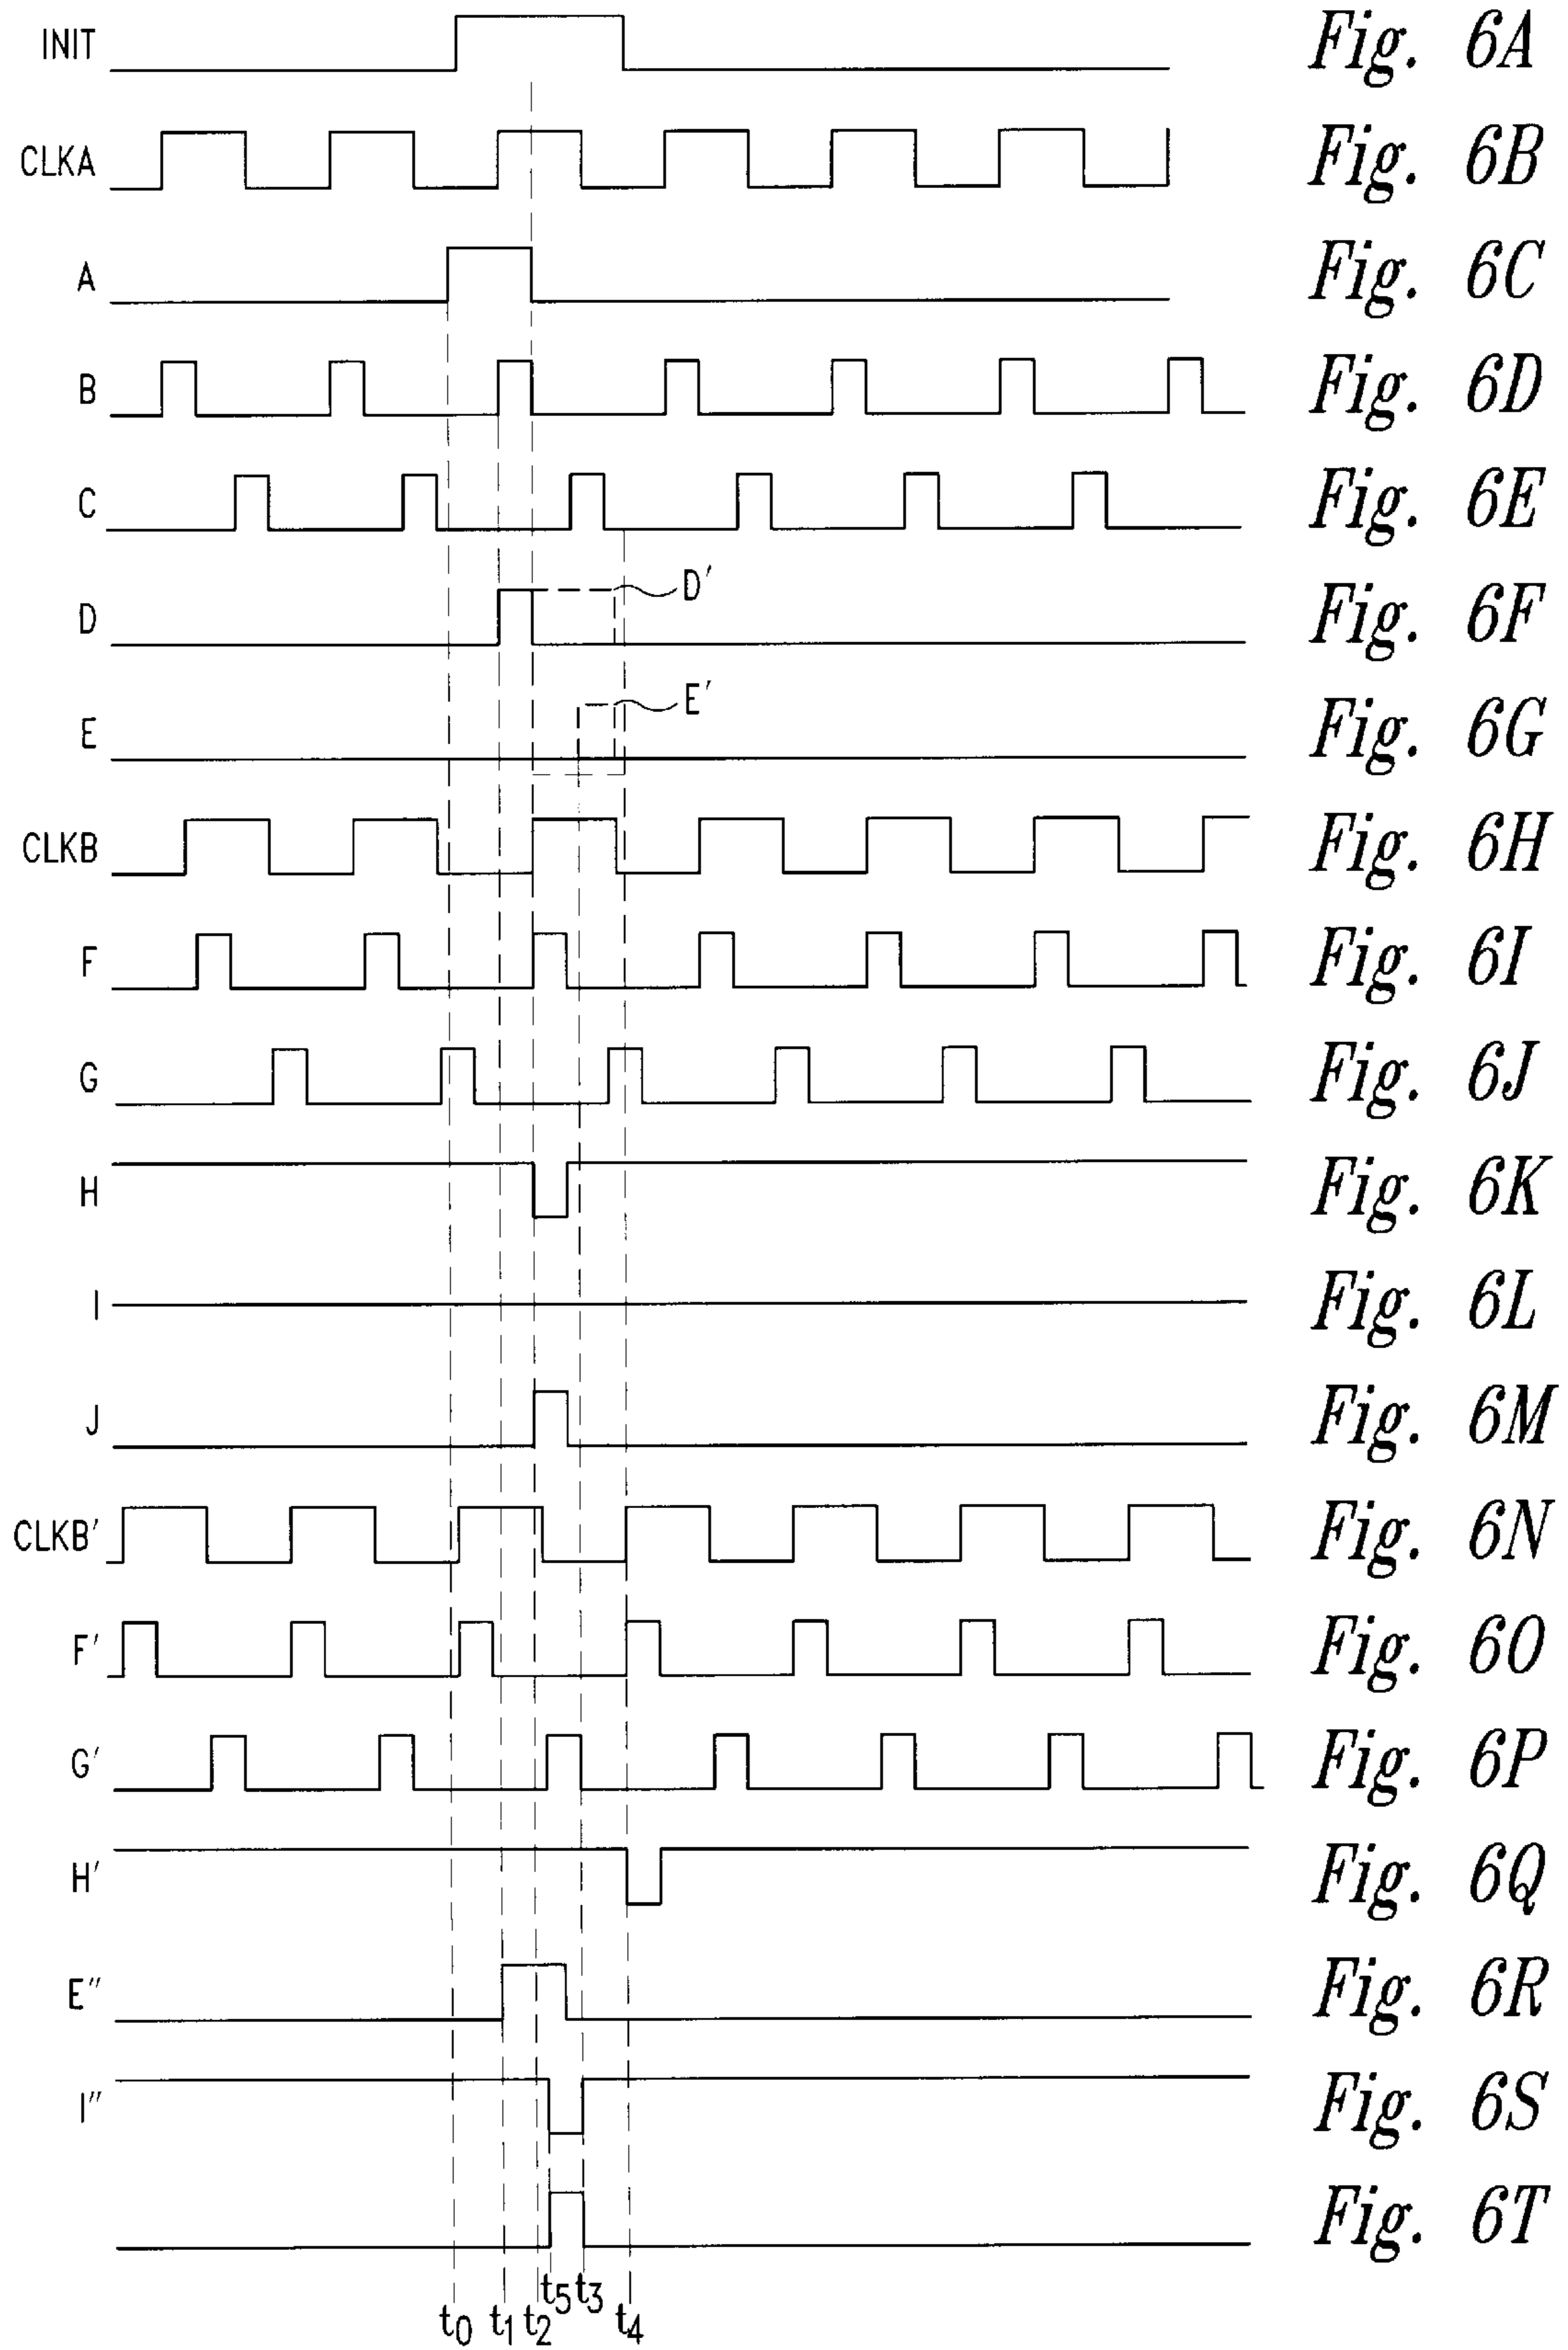 INIT Fig. 6A
CLKA Fig. 6B
A Fig. 6C
B Fig. 6D
C Fig. 6E
D D′ Fig. 6F
E E′ Fig. 6G
CLKB Fig. 6H
F Fig. 6I
G Fig. 6J
H Fig. 6K
I Fig. 6L
J Fig. 6M
CLKB′ Fig. 6N
F′ Fig. 6O
G′ Fig. 6P
H′ Fig. 6Q
E″ Fig. 6R
I″ Fig. 6S
Fig. 6T
t0 t1 t2 t5 t3 t4